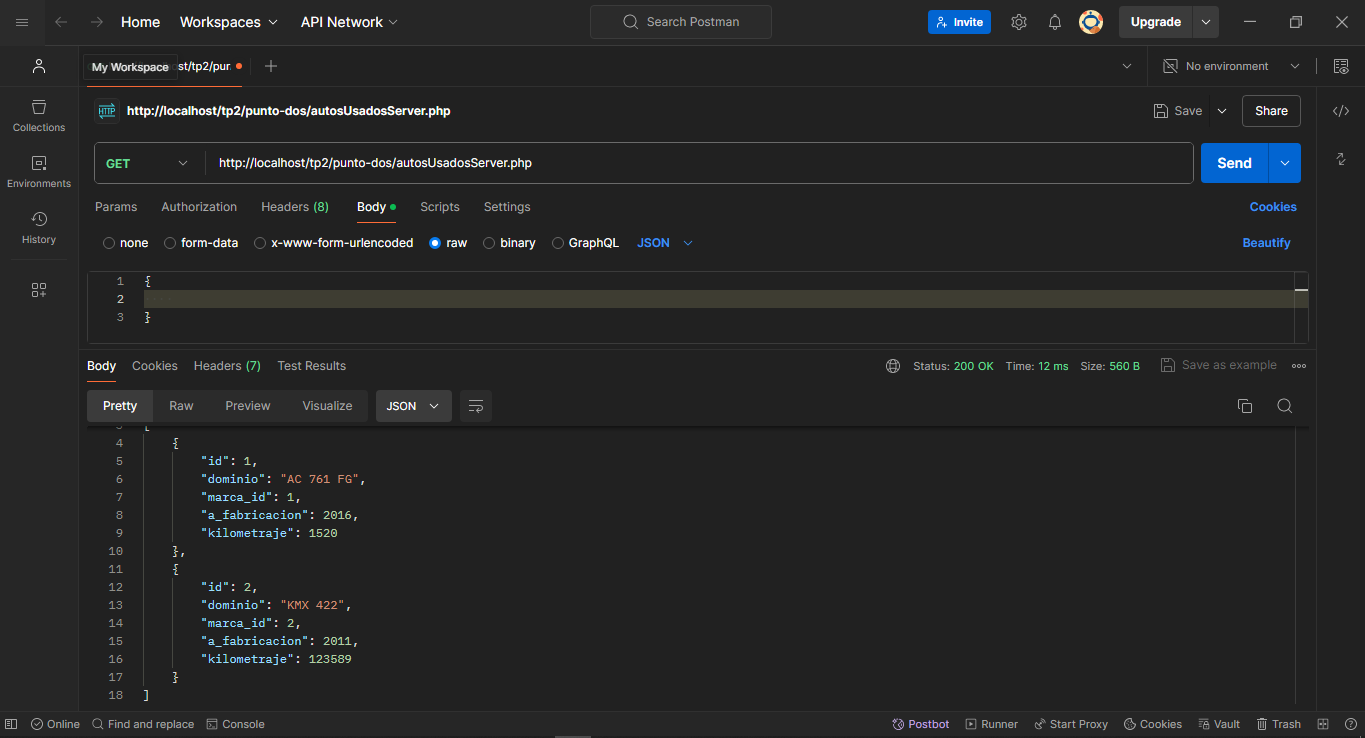 Home Workspaces API Network Search Postman Invite Upgrade
My Workspace st/tp2/pur. No environment
HTTP http://localhost/tp2/punto-dos/autosUsadosServer.php Save Share
Collections
GET http://localhost/tp2/punto-dos/autosUsadosServer.php Send
Environments
Params Authorization Headers (8) Body Scripts Settings Cookies
History
none form-data x-www-form-urlencoded raw binary GraphQL JSON Beautify
1 {
2
3 }
Body Cookies Headers (7) Test Results Status: 200 OK Time: 12 ms Size: 560 B Save as example
Pretty Raw Preview Visualize JSON
3 [
4 {
5 "id": 1,
6 "dominio": "AC 761 FG",
7 "marca_id": 1,
8 "a_fabricacion": 2016,
9 "kilometraje": 1520
10 },
11 {
12 "id": 2,
13 "dominio": "KMX 422",
14 "marca_id": 2,
15 "a_fabricacion": 2011,
16 "kilometraje": 123589
17 }
18 ]
Online Find and replace Console Postbot Runner Start Proxy Cookies Vault Trash